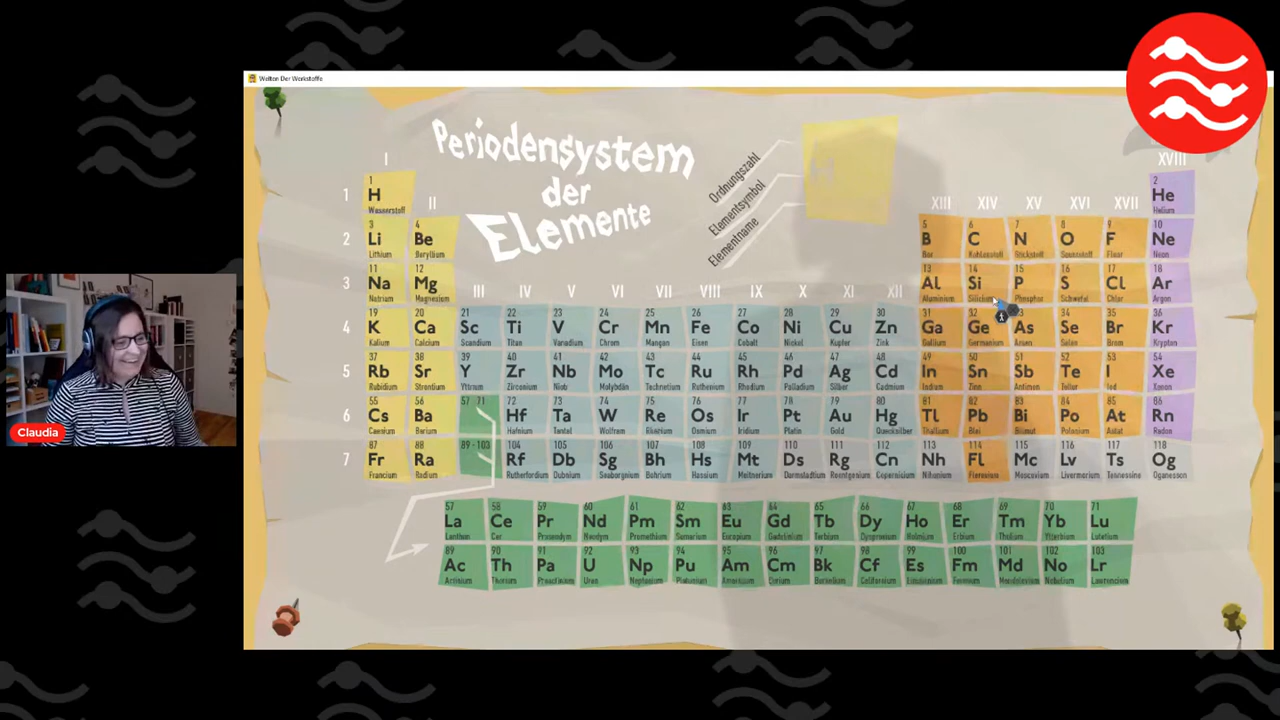 Welten Der Werkstoffe
Periodensystem
der
Elemente
Ordnungszahl
Elementsymbol
Elementname
I II III IV V VI VII VIII IX X XI XII XIII XIV XV XVI XVII XVIII
1
1 2
H He
Wasserstoff Helium
2
3 4 5 6 7 8 9 10
Li Be B C N O F Ne
Lithium Beryllium Bor Kohlenstoff Stickstoff Sauerstoff Fluor Neon
3
11 12 13 14 15 16 17 18
Na Mg Al Si P S Cl Ar
Natrium Magnesium Aluminium Silicium Phosphor Schwefel Chlor Argon
4
19 20 21 22 23 24 25 26 27 28 29 30 31 32 33 34 35 36
K Ca Sc Ti V Cr Mn Fe Co Ni Cu Zn Ga Ge As Se Br Kr
Kalium Calcium Scandium Titan Vanadium Chrom Mangan Eisen Cobalt Nickel Kupfer Zink Gallium Germanium Arsen Selen Brom Krypton
5
37 38 39 40 41 42 43 44 45 46 47 48 49 50 51 52 53 54
Rb Sr Y Zr Nb Mo Tc Ru Rh Pd Ag Cd In Sn Sb Te I Xe
Rubidium Strontium Yttrium Zirconium Niob Molybdän Technetium Ruthenium Rhodium Palladium Silber Cadmium Indium Zinn Antimon Tellur Iod Xenon
6
55 56 57 71 72 73 74 75 76 77 78 79 80 81 82 83 84 85 86
Cs Ba Hf Ta W Re Os Ir Pt Au Hg Tl Pb Bi Po At Rn
Caesium Barium Hafnium Tantal Wolfram Rhenium Osmium Iridium Platin Gold Quecksilber Thallium Blei Bismut Polonium Astat Radon
7
87 88 89 - 103 104 105 106 107 108 109 110 111 112 113 114 115 116 117 118
Fr Ra Rf Db Sg Bh Hs Mt Ds Rg Cn Nh Fl Mc Lv Ts Og
Francium Radium Rutherfordium Dubnium Seaborgium Bohrium Hassium Meitnerium Darmstadtium Roentgenium Copernicium Nihonium Flerovium Moscovium Livermorium Tennessine Oganesson
57 58 59 60 61 62 63 64 65 66 67 68 69 70 71
La Ce Pr Nd Pm Sm Eu Gd Tb Dy Ho Er Tm Yb Lu
Lanthan Cer Praseodym Neodym Promethium Samarium Europium Gadolinium Terbium Dysprosium Holmium Erbium Thulium Ytterbium Lutetium
89 90 91 92 93 94 95 96 97 98 99 100 101 102 103
Ac Th Pa U Np Pu Am Cm Bk Cf Es Fm Md No Lr
Actinium Thorium Protactinium Uran Neptunium Plutonium Americium Curium Berkelium Californium Einsteinium Fermium Mendelevium Nobelium Lawrencium
Claudia